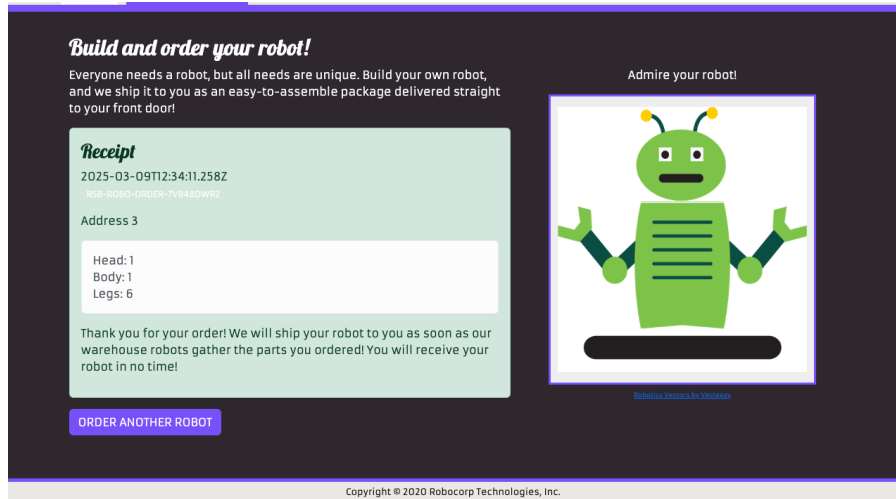 Build and order your robot!
Everyone needs a robot, but all needs are unique. Build your own robot,
and we ship it to you as an easy-to-assemble package delivered straight
to your front door!
Receipt
2025-03-09T12:34:11.258Z
RSB-ROBO-ORDER-7V948DWR2
Address 3
Head: 1
Body: 1
Legs: 6
Thank you for your order! We will ship your robot to you as soon as our
warehouse robots gather the parts you ordered! You will receive your
robot in no time!
ORDER ANOTHER ROBOT
Admire your robot!
Robotica Vectors by Vecteezy
Copyright © 2020 Robocorp Technologies, Inc.